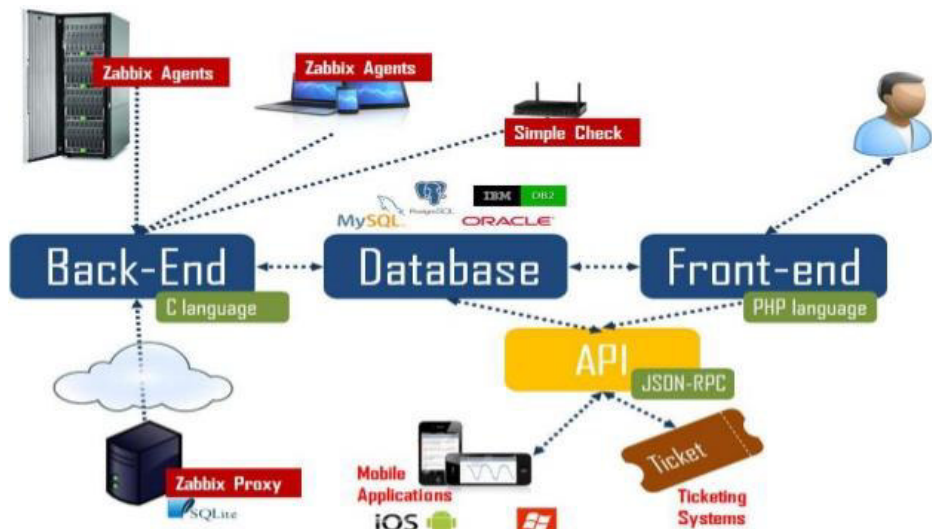 Zabbix Agents
Zabbix Agents
Simple Check
MySQL
PostgreSQL
IBM DB2
ORACLE
Back-End
C language
Database
Front-end
PHP language
API
JSON-RPC
Zabbix Proxy
SQLite
Mobile
Applications
iOS
Ticket
Ticketing
Systems